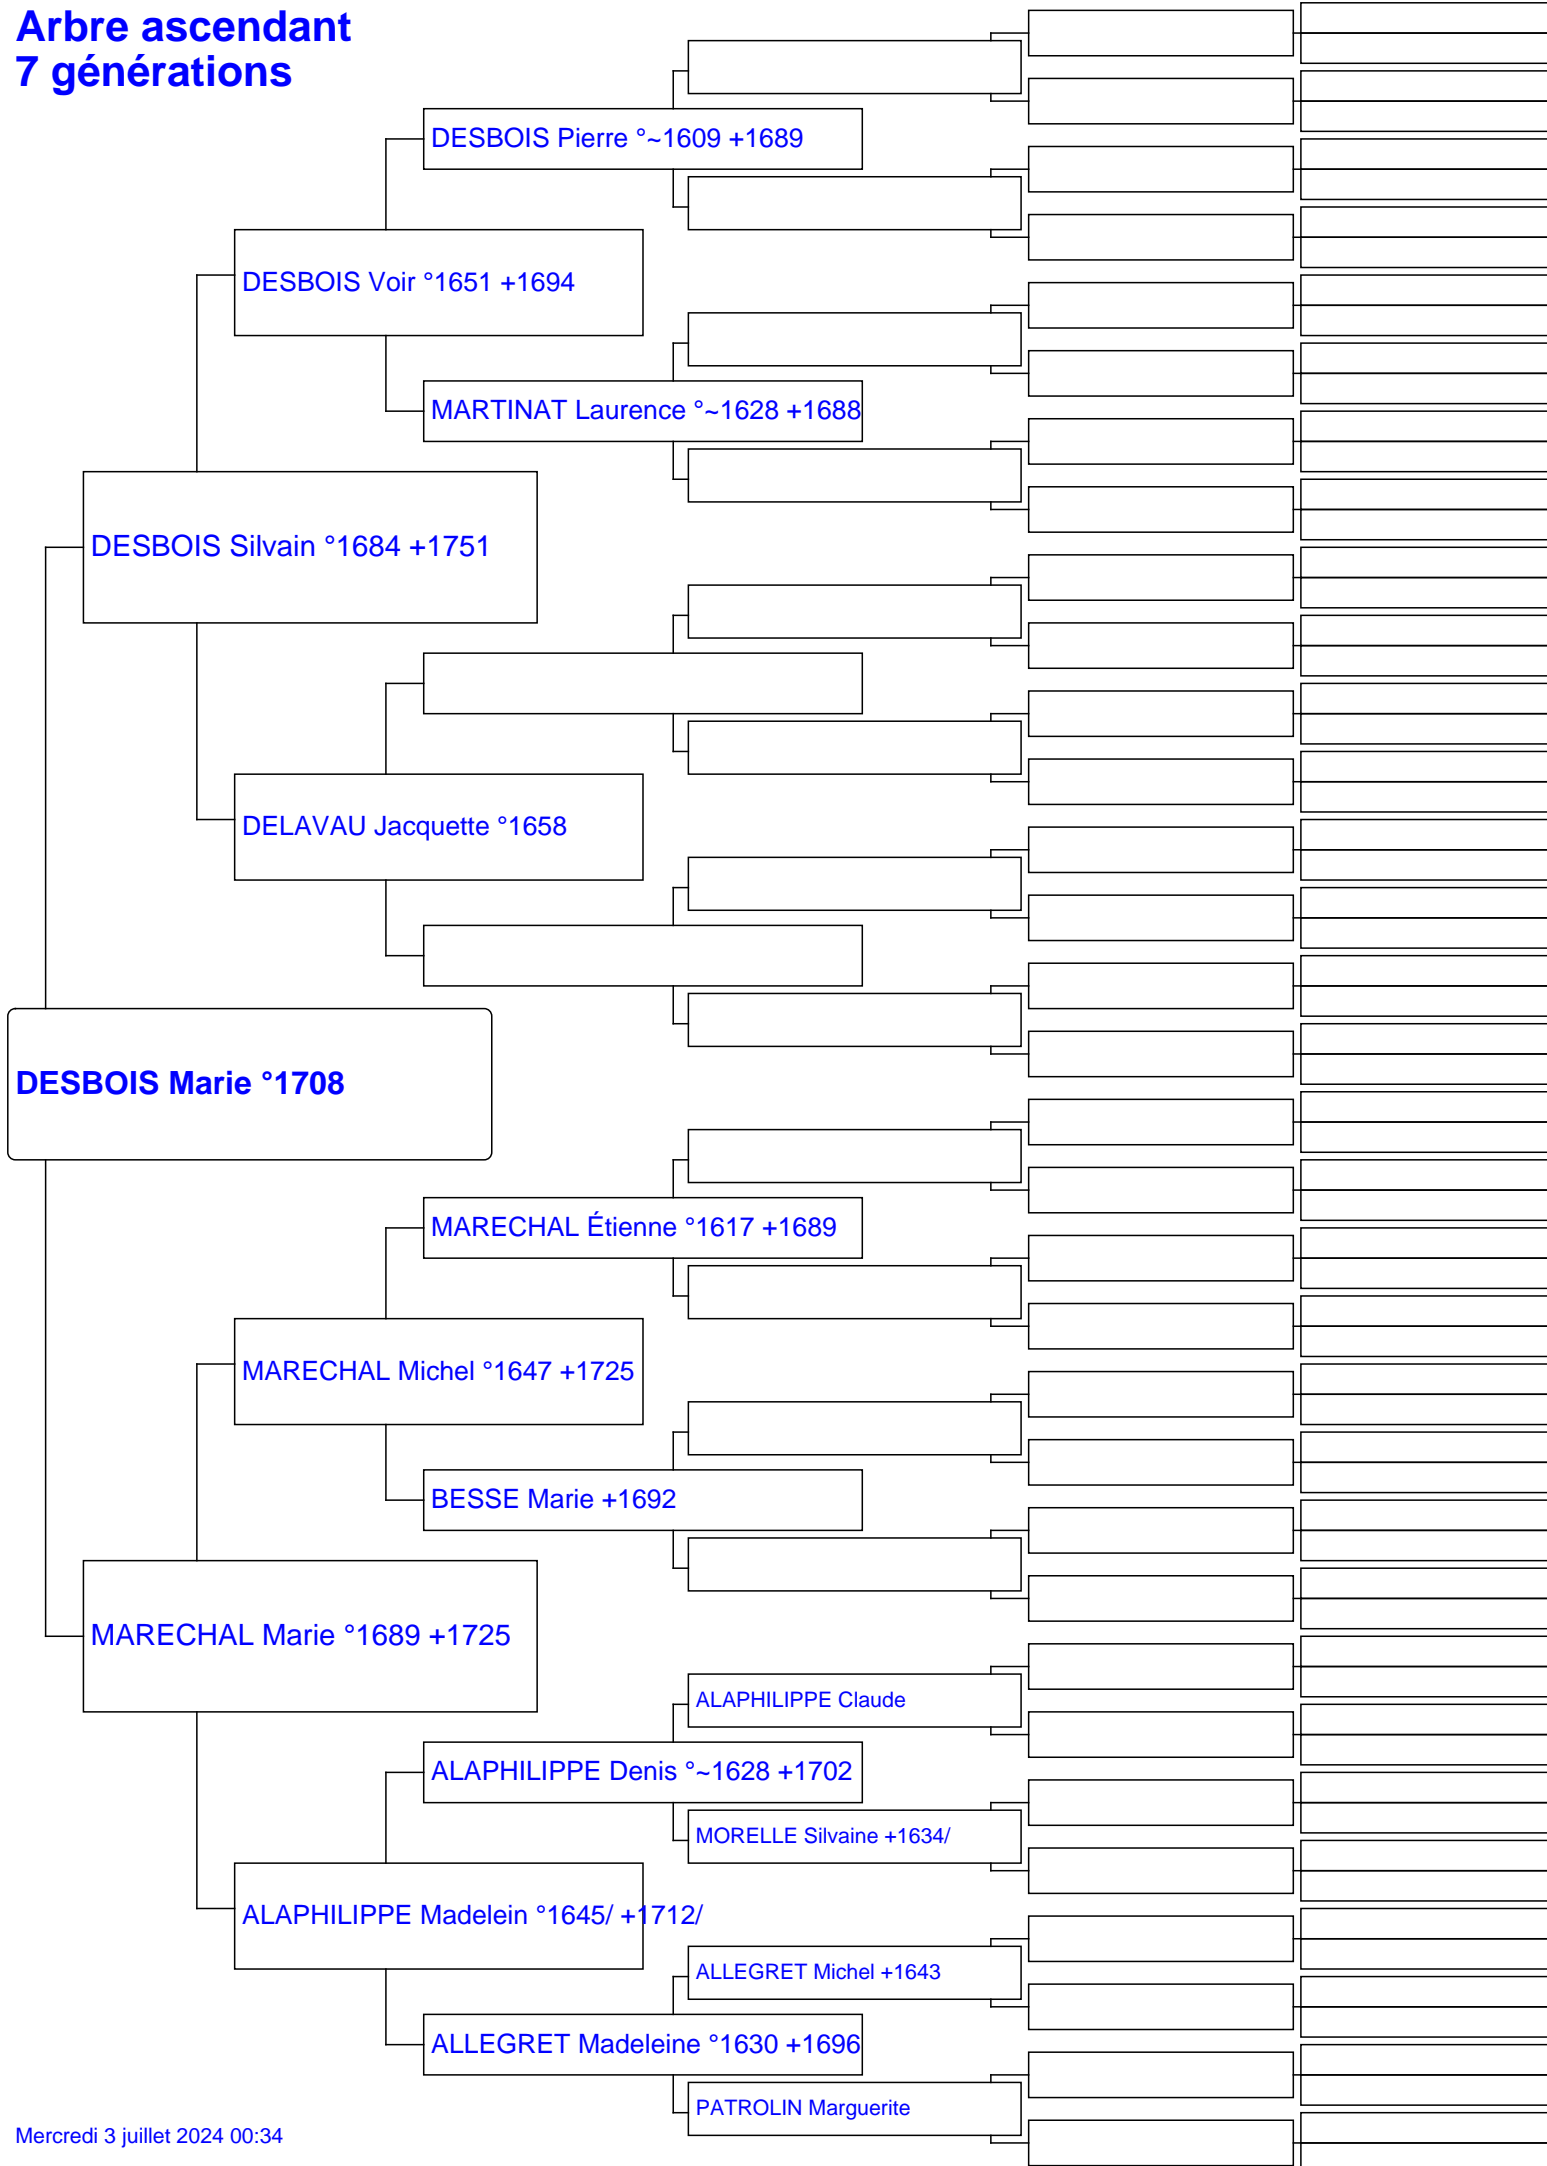 Arbre ascendant
7 générations
DESBOIS Pierre °~1609 +1689
DESBOIS Voir °1651 +1694
MARTINAT Laurence °~1628 +1688
DESBOIS Silvain °1684 +1751
DELAVAU Jacquette °1658
DESBOIS Marie °1708
MARECHAL Étienne °1617 +1689
MARECHAL Michel °1647 +1725
BESSE Marie +1692
MARECHAL Marie °1689 +1725
ALAPHILIPPE Claude
ALAPHILIPPE Denis °~1628 +1702
MORELLE Silvaine +1634/
ALAPHILIPPE Madelein °1645/ +1712/
ALLEGRET Michel +1643
ALLEGRET Madeleine °1630 +1696
PATROLIN Marguerite
Mercredi 3 juillet 2024 00:34